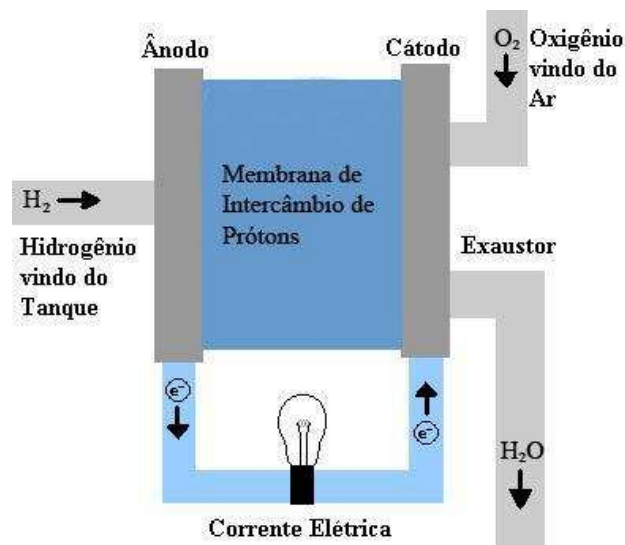 Ânodo
Cátodo
O₂ Oxigênio
vindo do
Ar
Membrana de
Intercâmbio de
Prótons
H₂
Hidrogênio
vindo do
Tanque
Exaustor
e⁻
e⁻
H₂O
Corrente Elétrica